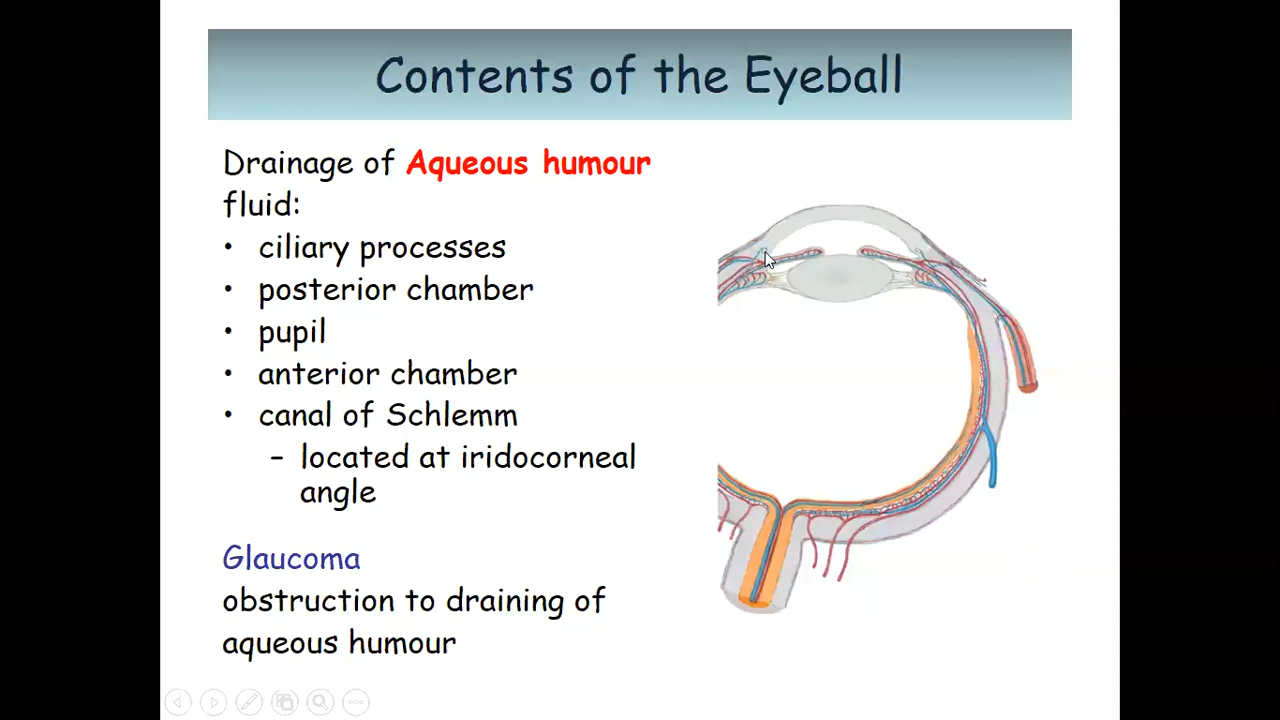 Contents of the Eyeball
Drainage of Aqueous humour
fluid:
• ciliary processes
• posterior chamber
• pupil
• anterior chamber
• canal of Schlemm
– located at iridocorneal
angle
Glaucoma
obstruction to draining of
aqueous humour